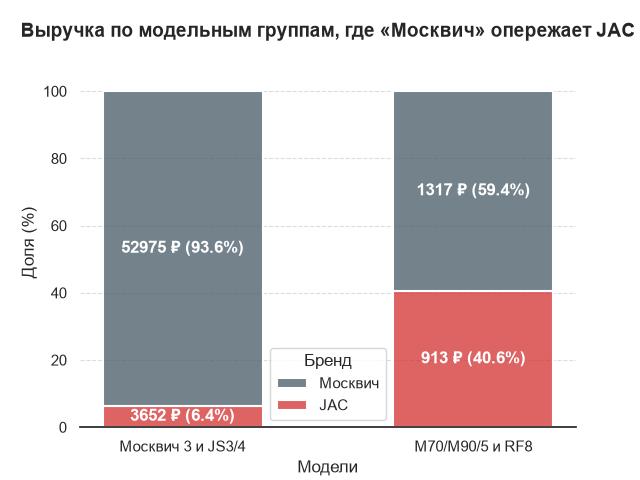 Выручка по модельным группам, где «Москвич» опережает JAC
100
80
60
40
20
0
Доля (%)
52975 ₽ (93.6%)
3652 ₽ (6.4%)
1317 ₽ (59.4%)
913 ₽ (40.6%)
Бренд
Москвич
JAC
Москвич 3 и JS3/4
M70/M90/5 и RF8
Модели